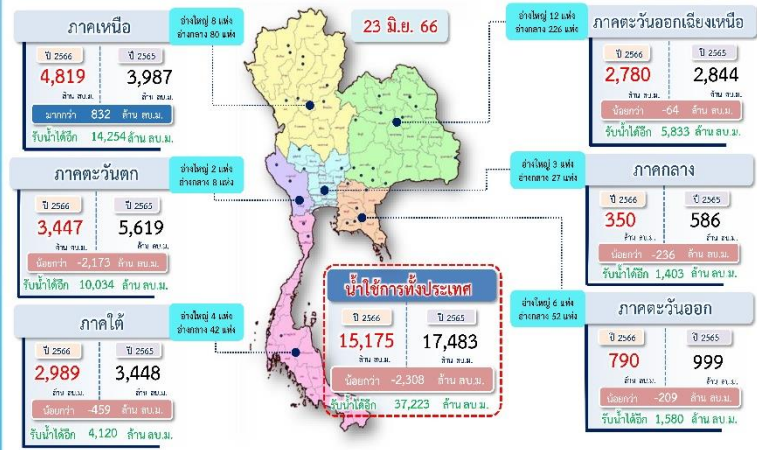 ภาคเหนือ
ปี 2566 ปี 2565
4,819 3,987
ล้าน ลบ.ม. ล้าน ลบ.ม.
มากกว่า 832 ล้าน ลบ.ม.
รับน้ำได้อีก 14,254 ล้าน ลบ.ม.
อ่างใหญ่ 8 แห่ง
อ่างกลาง 80 แห่ง
23 มิ.ย. 66
อ่างใหญ่ 12 แห่ง
อ่างกลาง 226 แห่ง
ภาคตะวันออกเฉียงเหนือ
ปี 2566 ปี 2565
2,780 2,844
ล้าน ลบ.ม. ล้าน ลบ.ม.
น้อยกว่า -64 ล้าน ลบ.ม.
รับน้ำได้อีก 5,833 ล้าน ลบ.ม.
ภาคตะวันตก
ปี 2566 ปี 2565
3,447 5,619
ล้าน ลบ.ม. ล้าน ลบ.ม.
น้อยกว่า -2,173 ล้าน ลบ.ม.
รับน้ำได้อีก 10,034 ล้าน ลบ.ม.
อ่างใหญ่ 2 แห่ง
อ่างกลาง 8 แห่ง
อ่างใหญ่ 3 แห่ง
อ่างกลาง 27 แห่ง
ภาคกลาง
ปี 2566 ปี 2565
350 586
ล้าน ลบ.ม. ล้าน ลบ.ม.
น้อยกว่า -236 ล้าน ลบ.ม.
รับน้ำได้อีก 1,403 ล้าน ลบ.ม.
ภาคใต้
ปี 2566 ปี 2565
2,989 3,448
ล้าน ลบ.ม. ล้าน ลบ.ม.
น้อยกว่า -459 ล้าน ลบ.ม.
รับน้ำได้อีก 4,120 ล้าน ลบ.ม.
อ่างใหญ่ 4 แห่ง
อ่างกลาง 42 แห่ง
น้ำใช้การทั้งประเทศ
ปี 2566 ปี 2565
15,175 17,483
ล้าน ลบ.ม. ล้าน ลบ.ม.
น้อยกว่า -2,308 ล้าน ลบ.ม.
รับน้ำได้อีก 37,223 ล้าน ลบ.ม.
อ่างใหญ่ 6 แห่ง
อ่างกลาง 52 แห่ง
ภาคตะวันออก
ปี 2566 ปี 2565
790 999
ล้าน ลบ.ม. ล้าน ลบ.ม.
น้อยกว่า -209 ล้าน ลบ.ม.
รับน้ำได้อีก 1,580 ล้าน ลบ.ม.